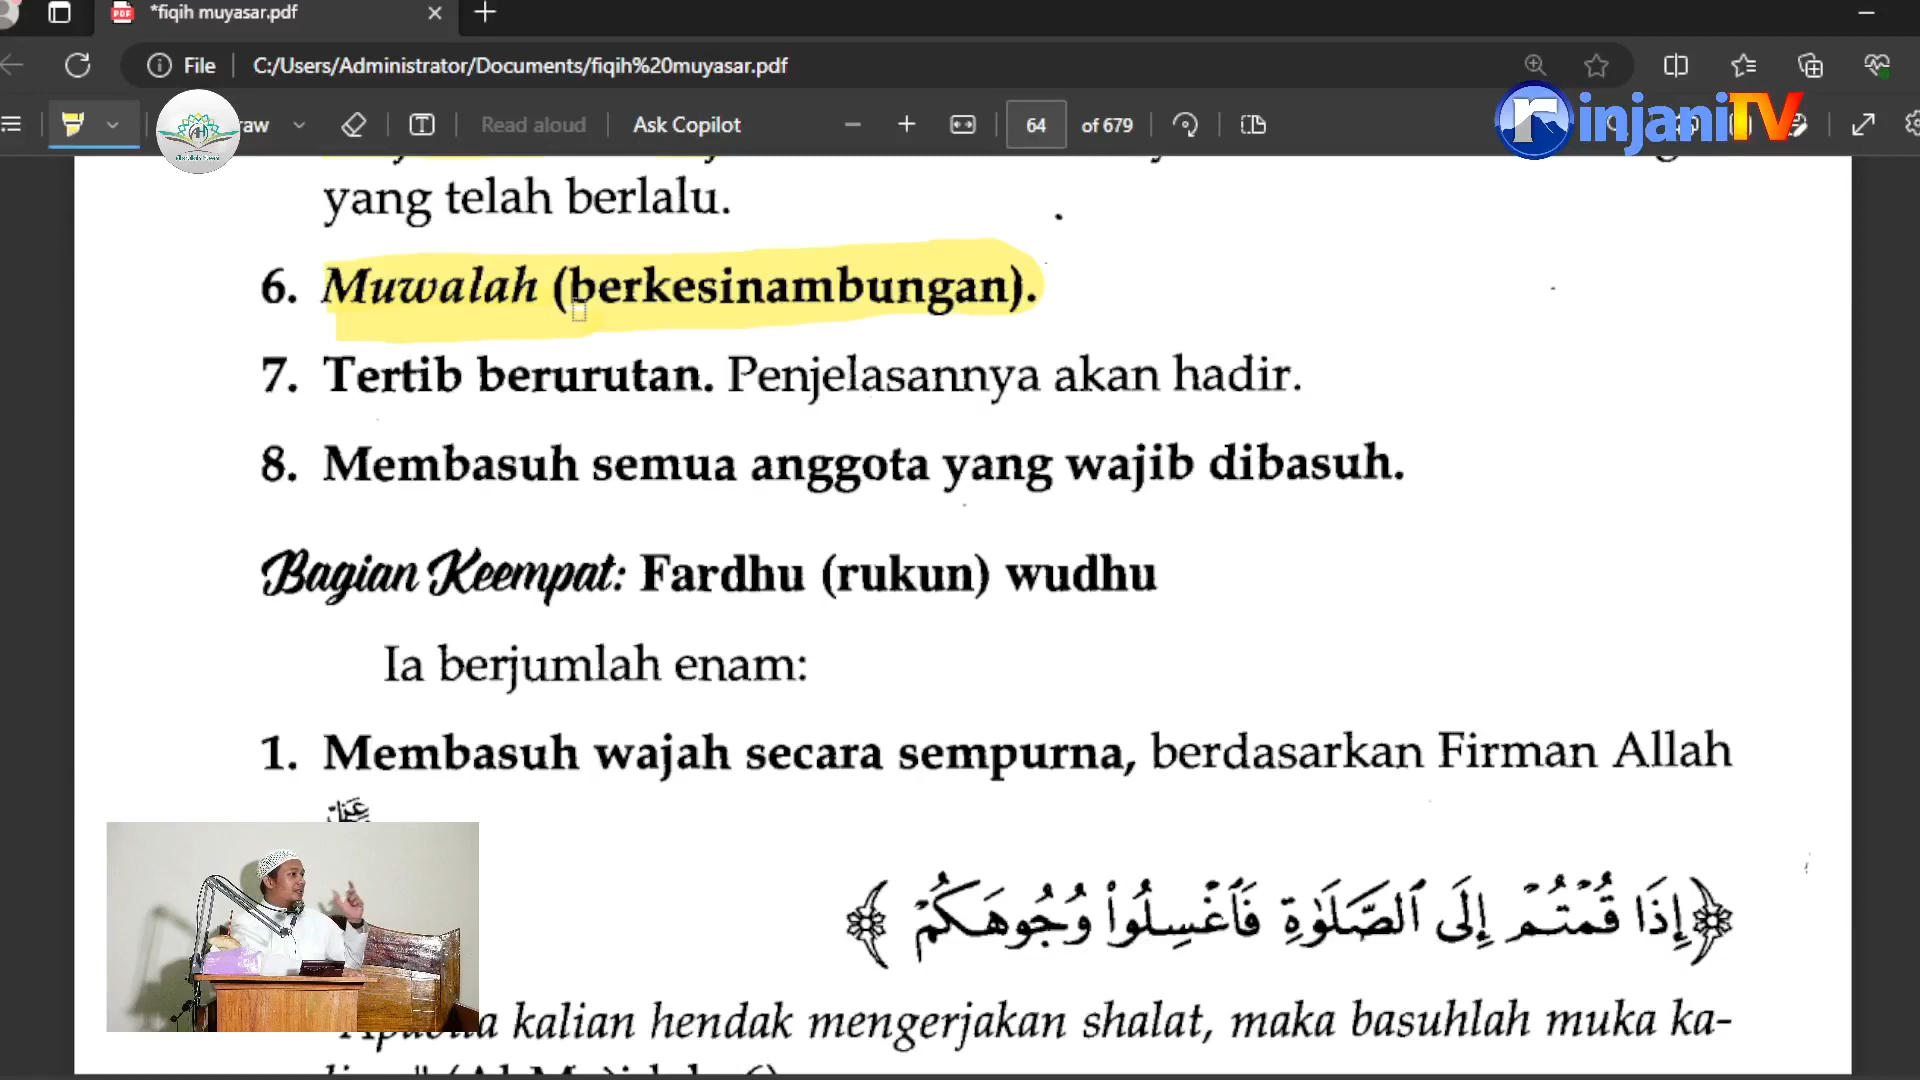 *fiqih muyasar.pdf
File C:/Users/Administrator/Documents/fiqih%20muyasar.pdf
raw Read aloud Ask Copilot 64 of 679
rinjaniTV
yang telah berlalu.
6. Muwalah (berkesinambungan).
7. Tertib berurutan. Penjelasannya akan hadir.
8. Membasuh semua anggota yang wajib dibasuh.
Bagian Keempat: Fardhu (rukun) wudhu
Ia berjumlah enam:
1. Membasuh wajah secara sempurna, berdasarkan Firman Allah
﴿إِذَا قُمْتُمْ إِلَى ٱلصَّلَوٰةِ فَٱغْسِلُوا۟ وُجُوهَكُمْ﴾
kalian hendak mengerjakan shalat, maka basuhlah muka ka-